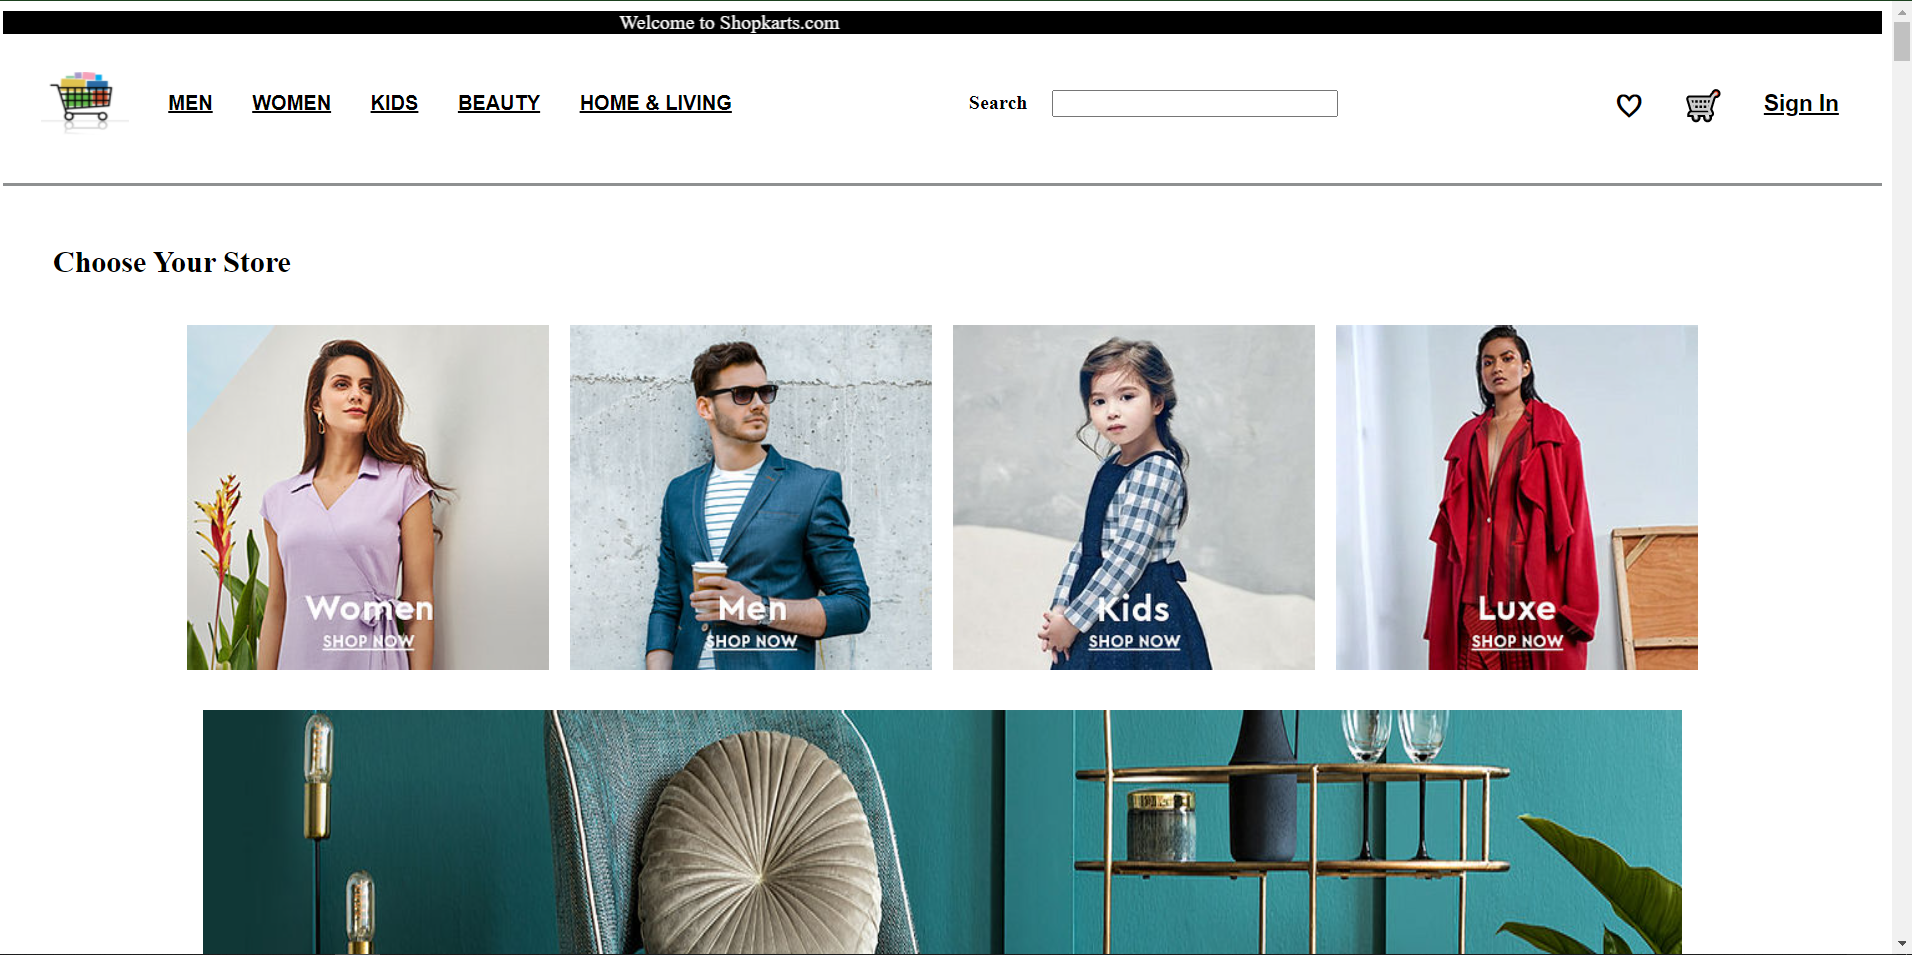 Welcome to Shopkarts.com
MEN WOMEN KIDS BEAUTY HOME & LIVING Search Sign In
Choose Your Store
Women Men Kids Luxe
SHOP NOW SHOP NOW SHOP NOW SHOP NOW